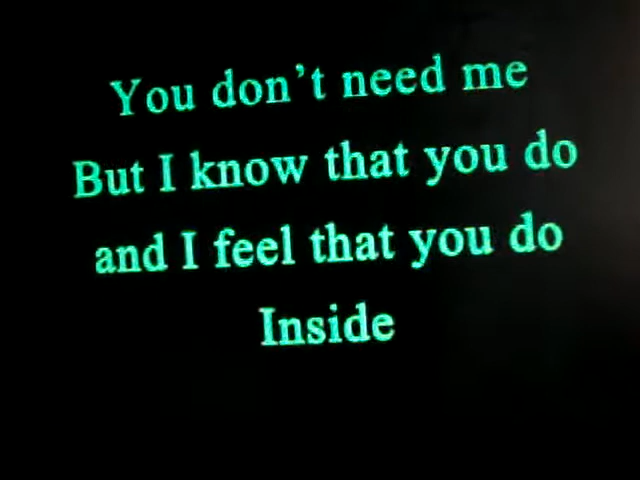 You don’t need me
But I know that you do
and I feel that you do
Inside